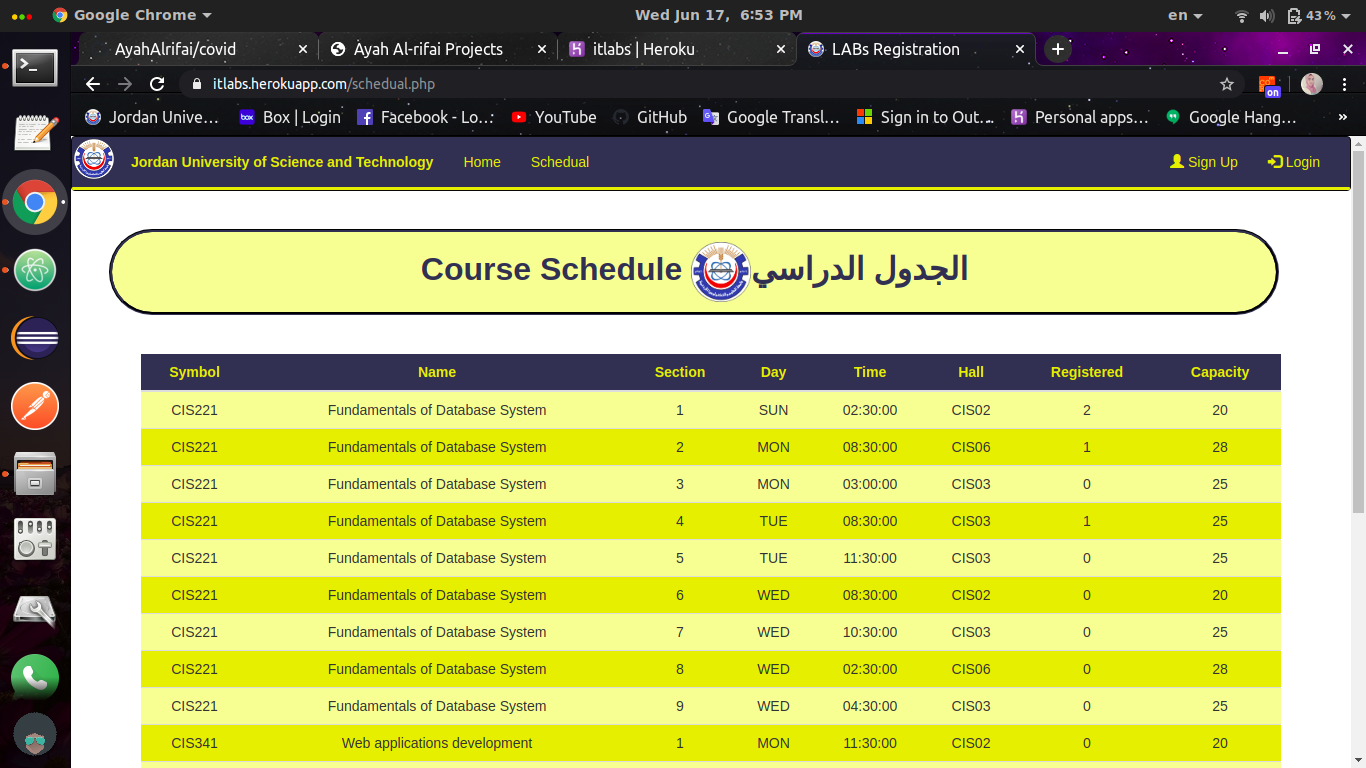 Google Chrome
Wed Jun 17, 6:53 PM
en
43%
AyahAlrifai/covid
Ayah Al-rifai Projects
itlabs | Heroku
LABs Registration
itlabs.herokuapp.com/schedual.php
on
Jordan Unive...
box
Box | Login
Facebook - Lo...
YouTube
GitHub
Google Transl...
Sign in to Out...
Personal apps...
Google Hang...
»
Jordan University of Science and Technology
Home
Schedual
Sign Up
Login
Course Schedule الجدول الدراسي
Symbol Name Section Day Time Hall Registered Capacity
CIS221 Fundamentals of Database System 1 SUN 02:30:00 CIS02 2 20
CIS221 Fundamentals of Database System 2 MON 08:30:00 CIS06 1 28
CIS221 Fundamentals of Database System 3 MON 03:00:00 CIS03 0 25
CIS221 Fundamentals of Database System 4 TUE 08:30:00 CIS03 1 25
CIS221 Fundamentals of Database System 5 TUE 11:30:00 CIS03 0 25
CIS221 Fundamentals of Database System 6 WED 08:30:00 CIS02 0 20
CIS221 Fundamentals of Database System 7 WED 10:30:00 CIS03 0 25
CIS221 Fundamentals of Database System 8 WED 02:30:00 CIS06 0 28
CIS221 Fundamentals of Database System 9 WED 04:30:00 CIS03 0 25
CIS341 Web applications development 1 MON 11:30:00 CIS02 0 20